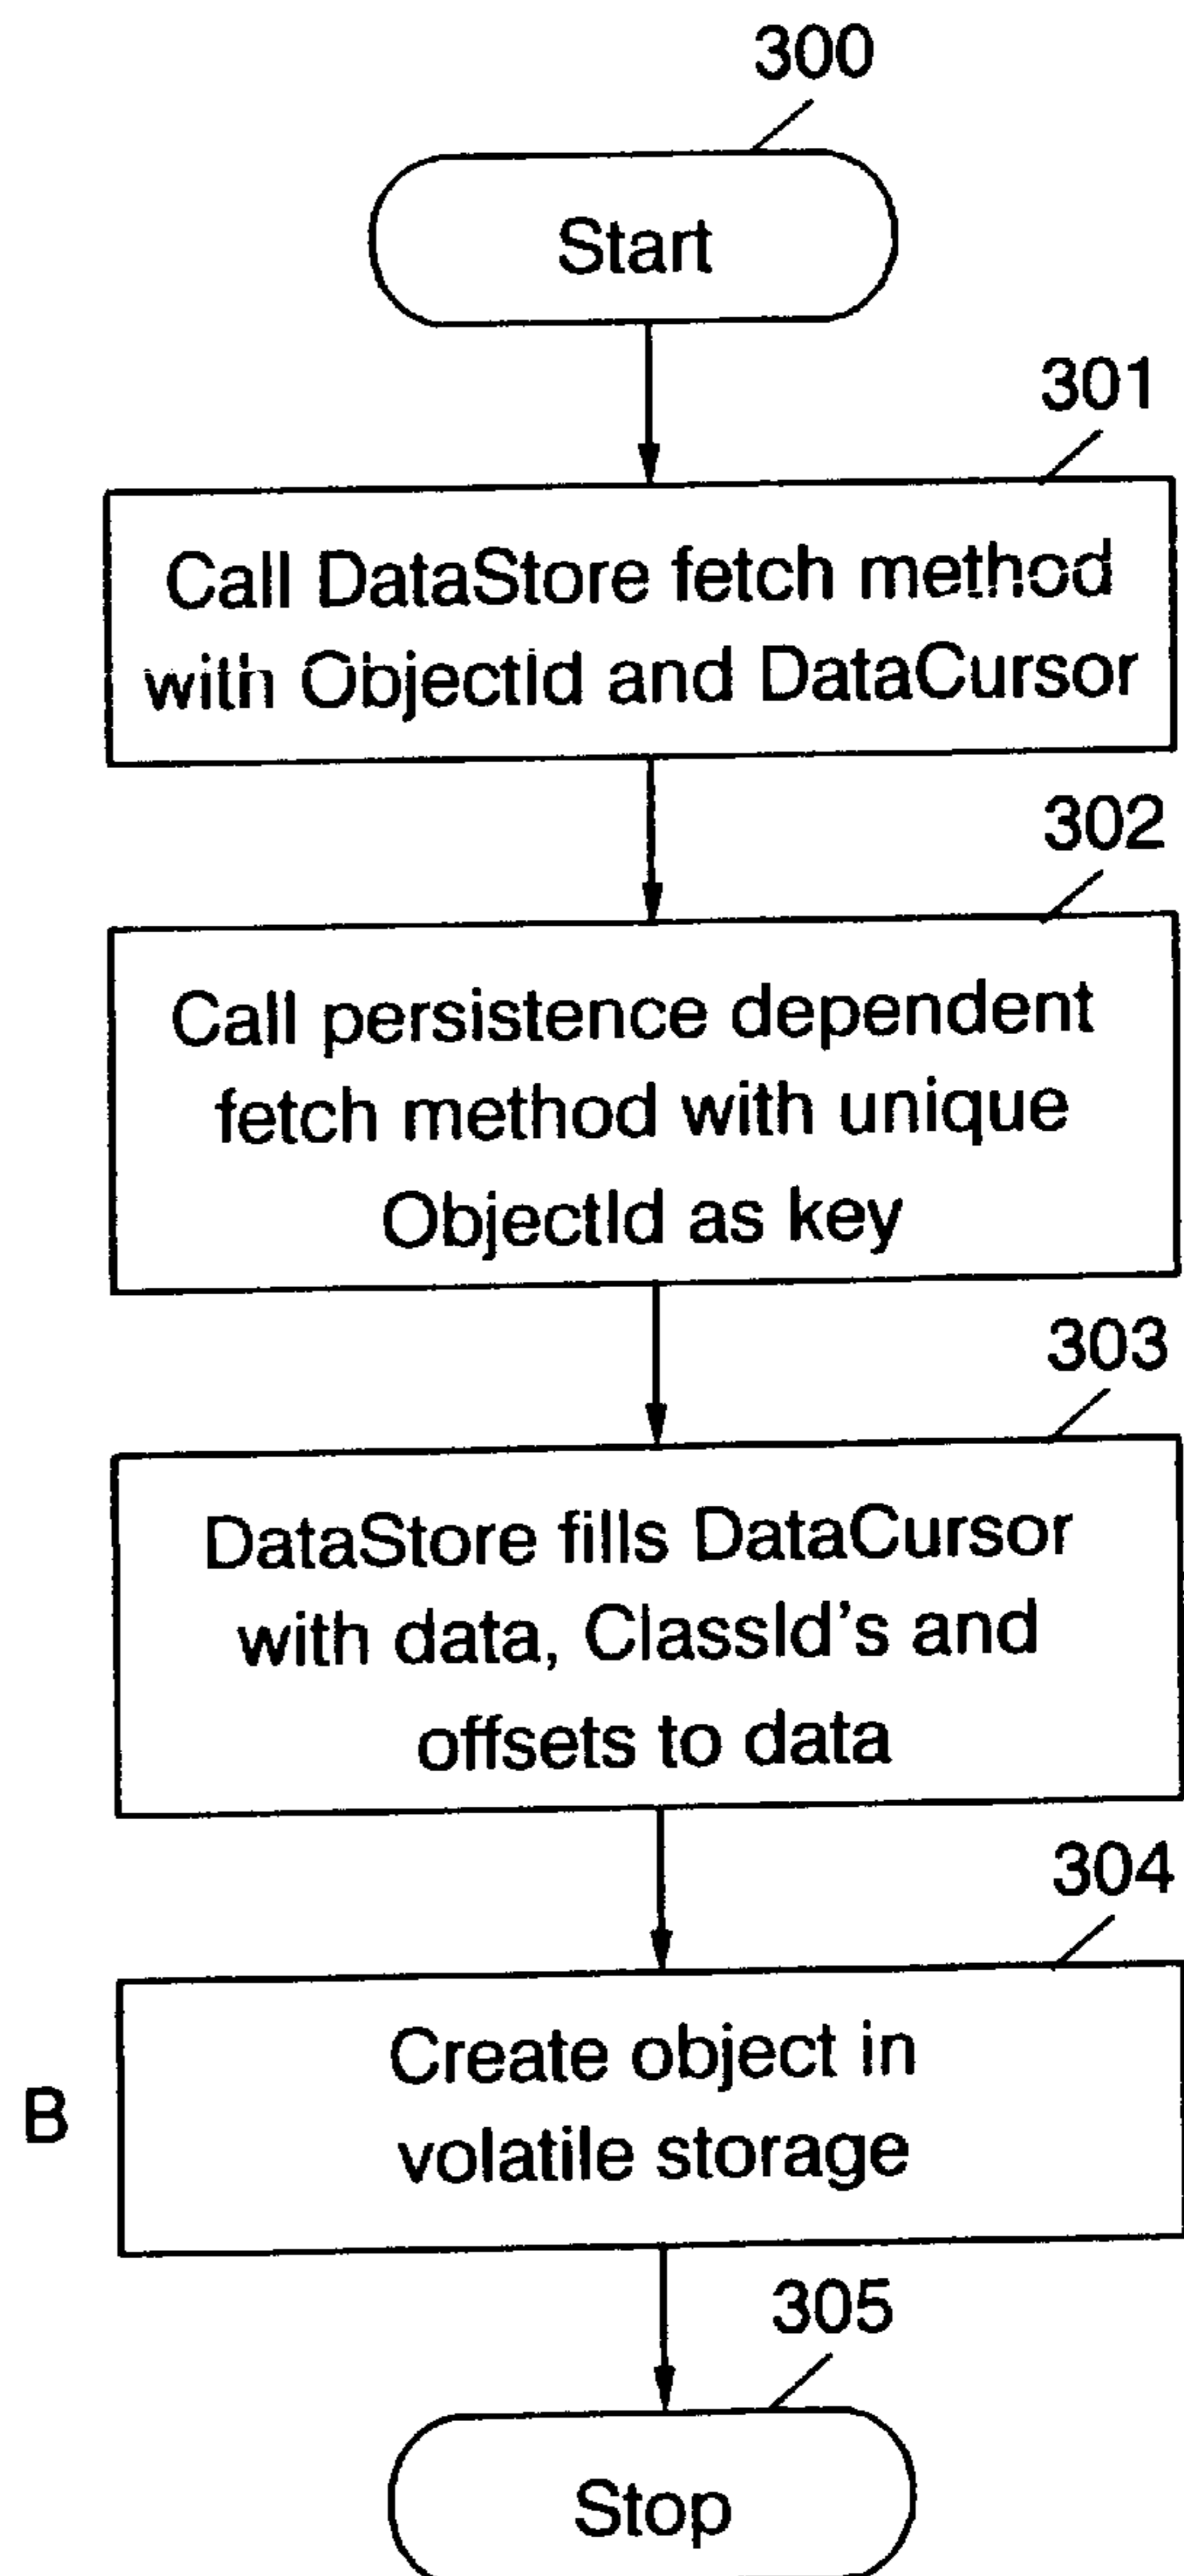 300
Start
301
Call DataStore fetch method
with ObjectId and DataCursor
302
Call persistence dependent
fetch method with unique
ObjectId as key
303
DataStore fills DataCursor
with data, ClassId's and
offsets to data
304
Create object in
B
volatile storage
305
Stop